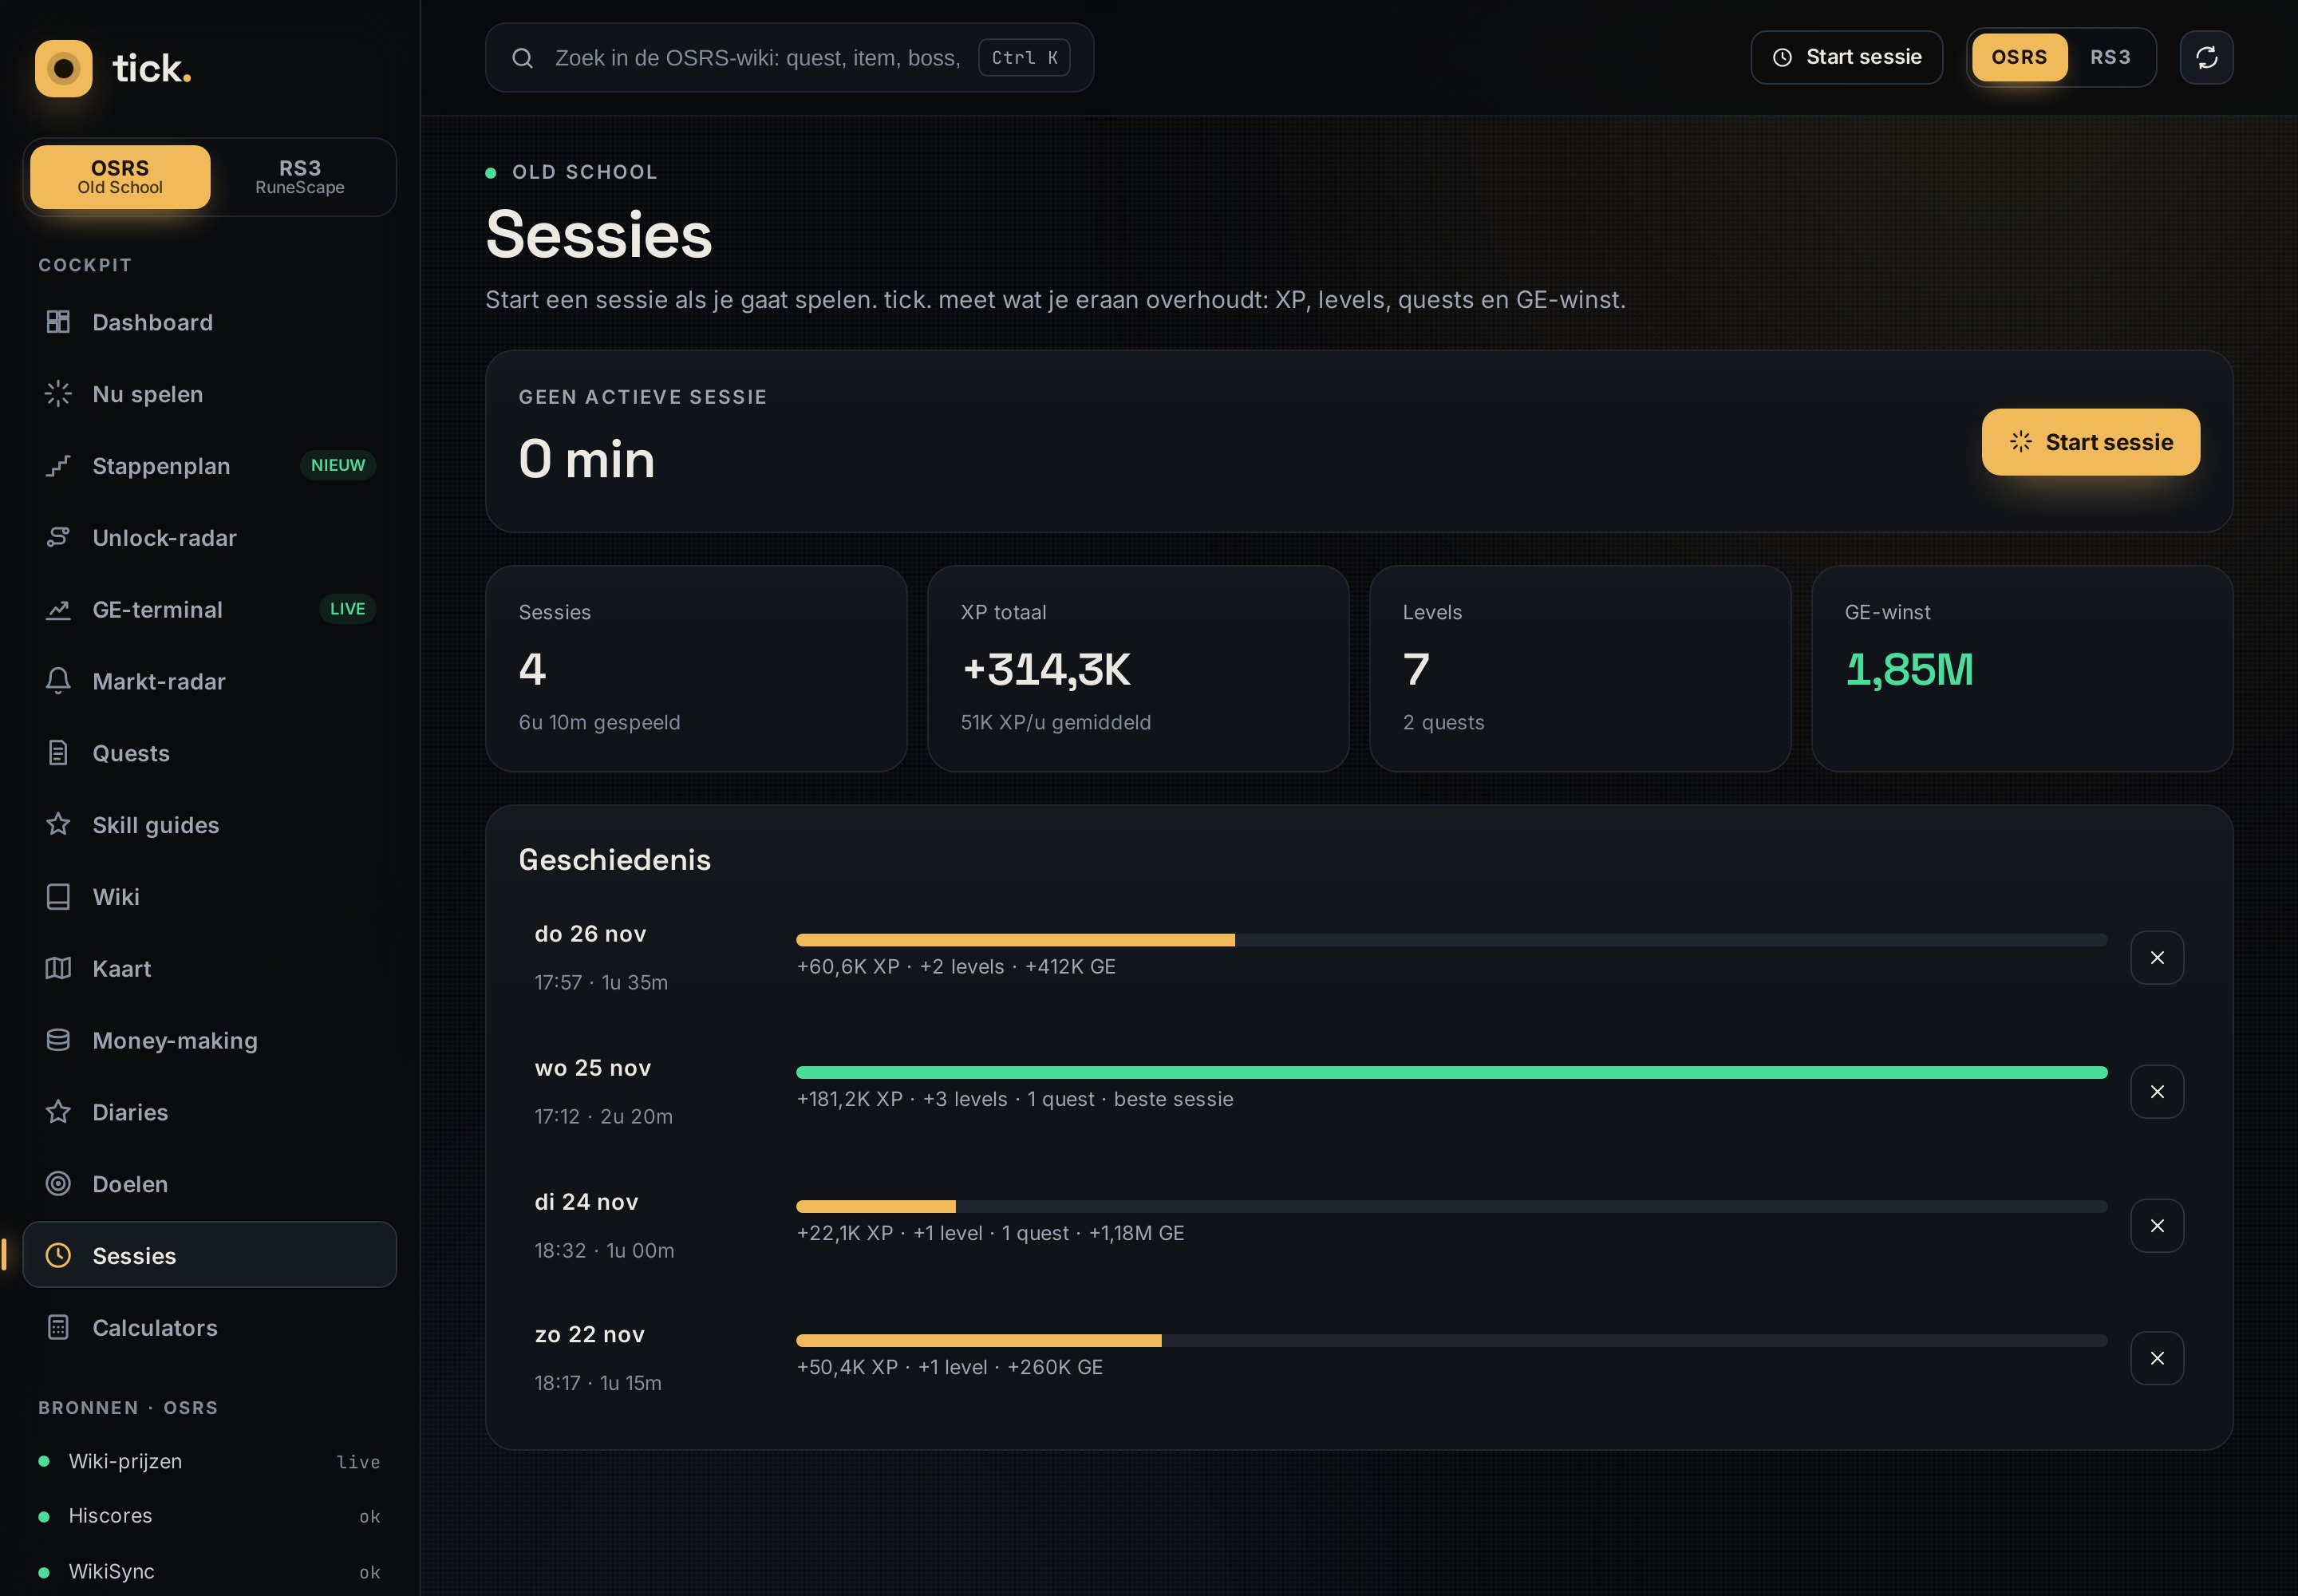 tick.
OSRS
Old School
RS3
RuneScape
COCKPIT
Dashboard
Nu spelen
Stappenplan NIEUW
Unlock-radar
GE-terminal LIVE
Markt-radar
Quests
Skill guides
Wiki
Kaart
Money-making
Diaries
Doelen
Sessies
Calculators
BRONNEN · OSRS
Wiki-prijzen live
Hiscores ok
WikiSync ok
Zoek in de OSRS-wiki: quest, item, boss, Ctrl K
Start sessie
OSRS RS3
OLD SCHOOL
Sessies
Start een sessie als je gaat spelen. tick. meet wat je eraan overhoudt: XP, levels, quests en GE-winst.
GEEN ACTIEVE SESSIE
0 min
Start sessie
Sessies
4
6u 10m gespeeld
XP totaal
+314,3K
51K XP/u gemiddeld
Levels
7
2 quests
GE-winst
1,85M
Geschiedenis
do 26 nov
17:57 · 1u 35m
+60,6K XP · +2 levels · +412K GE
wo 25 nov
17:12 · 2u 20m
+181,2K XP · +3 levels · 1 quest · beste sessie
di 24 nov
18:32 · 1u 00m
+22,1K XP · +1 level · 1 quest · +1,18M GE
zo 22 nov
18:17 · 1u 15m
+50,4K XP · +1 level · +260K GE